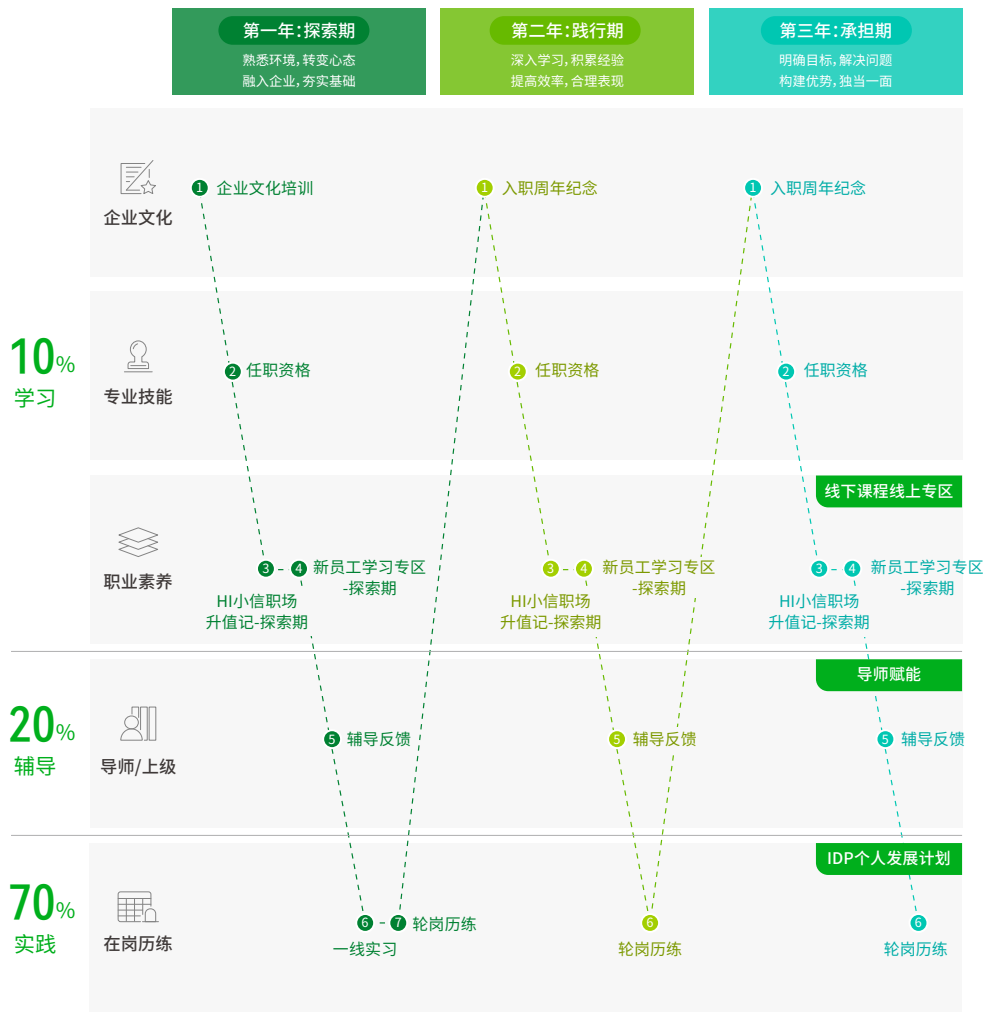 第一年：探索期
熟悉环境，转变心态
融入企业，夯实基础
第二年：践行期
深入学习，积累经验
提高效率，合理表现
第三年：承担期
明确目标，解决问题
构建优势，独当一面
企业文化
1 企业文化培训
1 入职周年纪念
1 入职周年纪念
10%
学习
专业技能
2 任职资格
2 任职资格
2 任职资格
线下课程线上专区
职业素养
3 - 4 新员工学习专区
-探索期
HI小信职场
升值记-探索期
3 - 4 新员工学习专区
-探索期
HI小信职场
升值记-探索期
3 - 4 新员工学习专区
-探索期
HI小信职场
升值记-探索期
导师赋能
20%
辅导
导师/上级
5 辅导反馈
5 辅导反馈
5 辅导反馈
IDP个人发展计划
70%
实践
在岗历练
6 - 7 轮岗历练
一线实习
6
轮岗历练
6
轮岗历练